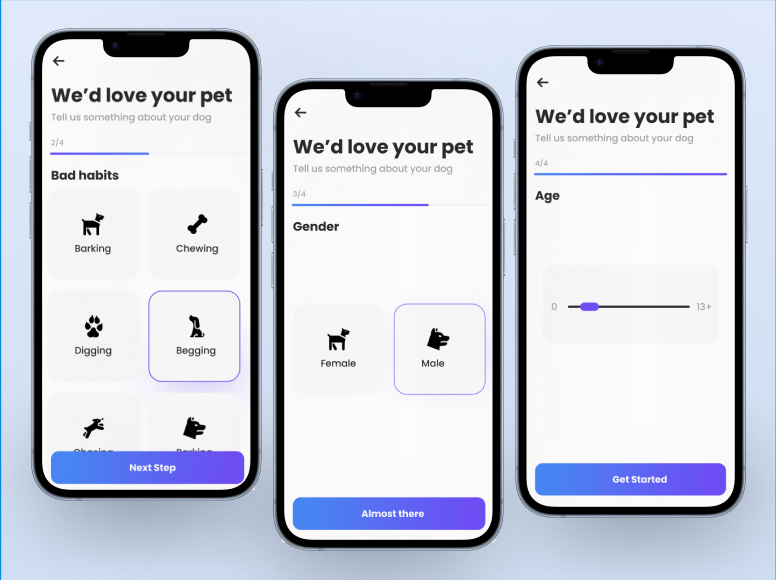 We’d love your pet
Tell us something about your dog
2/4
Bad habits
Barking
Chewing
Digging
Begging
Chasing
Barking
Next Step
We’d love your pet
Tell us something about your dog
3/4
Gender
Female
Male
Almost there
We’d love your pet
Tell us something about your dog
4/4
Age
0
13+
Get Started